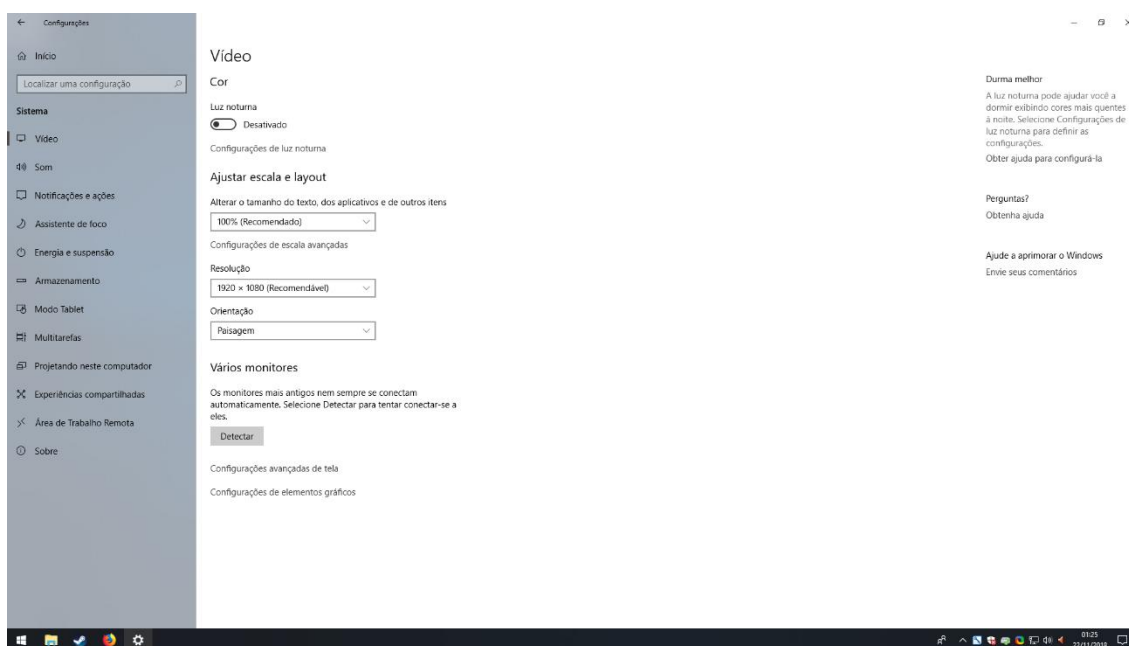 Configurações
Início
Localizar uma configuração
Sistema
Vídeo
Som
Notificações e ações
Assistente de foco
Energia e suspensão
Armazenamento
Modo Tablet
Multitarefas
Projetando neste computador
Experiências compartilhadas
Área de Trabalho Remota
Sobre
Vídeo
Cor
Luz noturna
Desativado
Configurações de luz noturna
Ajustar escala e layout
Alterar o tamanho do texto, dos aplicativos e de outros itens
100% (Recomendado)
Configurações de escala avançadas
Resolução
1920 × 1080 (Recomendável)
Orientação
Paisagem
Vários monitores
Os monitores mais antigos nem sempre se conectam
automaticamente. Selecione Detectar para tentar conectar-se a
eles.
Detectar
Configurações avançadas de tela
Configurações de elementos gráficos
Durma melhor
A luz noturna pode ajudar você a
dormir exibindo cores mais quentes
à noite. Selecione Configurações de
luz noturna para definir as
configurações.
Obter ajuda para configurá-la
Perguntas?
Obtenha ajuda
Ajude a aprimorar o Windows
Envie seus comentários
01:25
22/11/2018